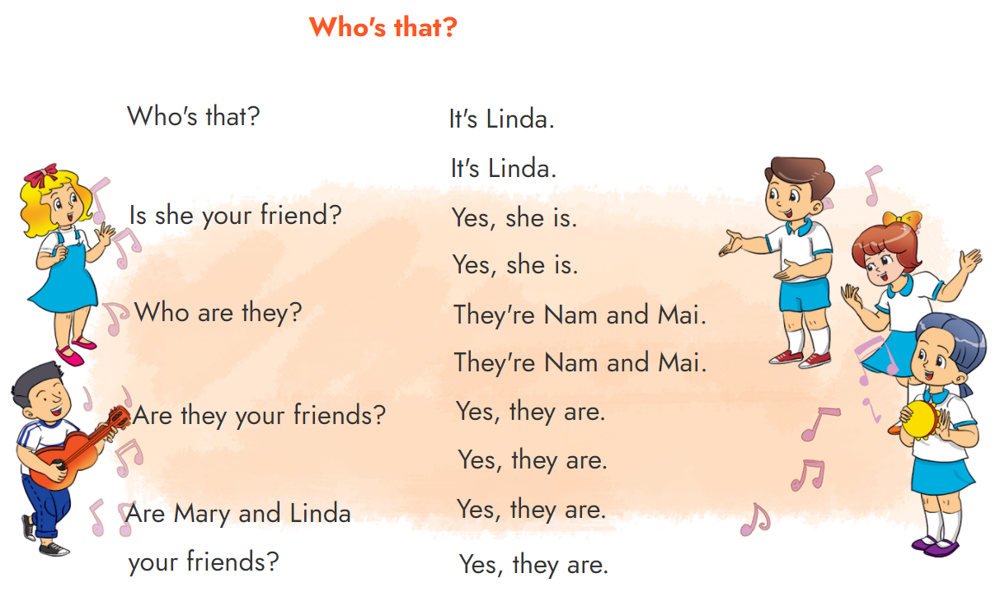 Who's that?
Who's that? It's Linda.
It's Linda.
Is she your friend? Yes, she is.
Yes, she is.
Who are they? They're Nam and Mai.
They're Nam and Mai.
Are they your friends? Yes, they are.
Yes, they are.
Are Mary and Linda Yes, they are.
your friends? Yes, they are.